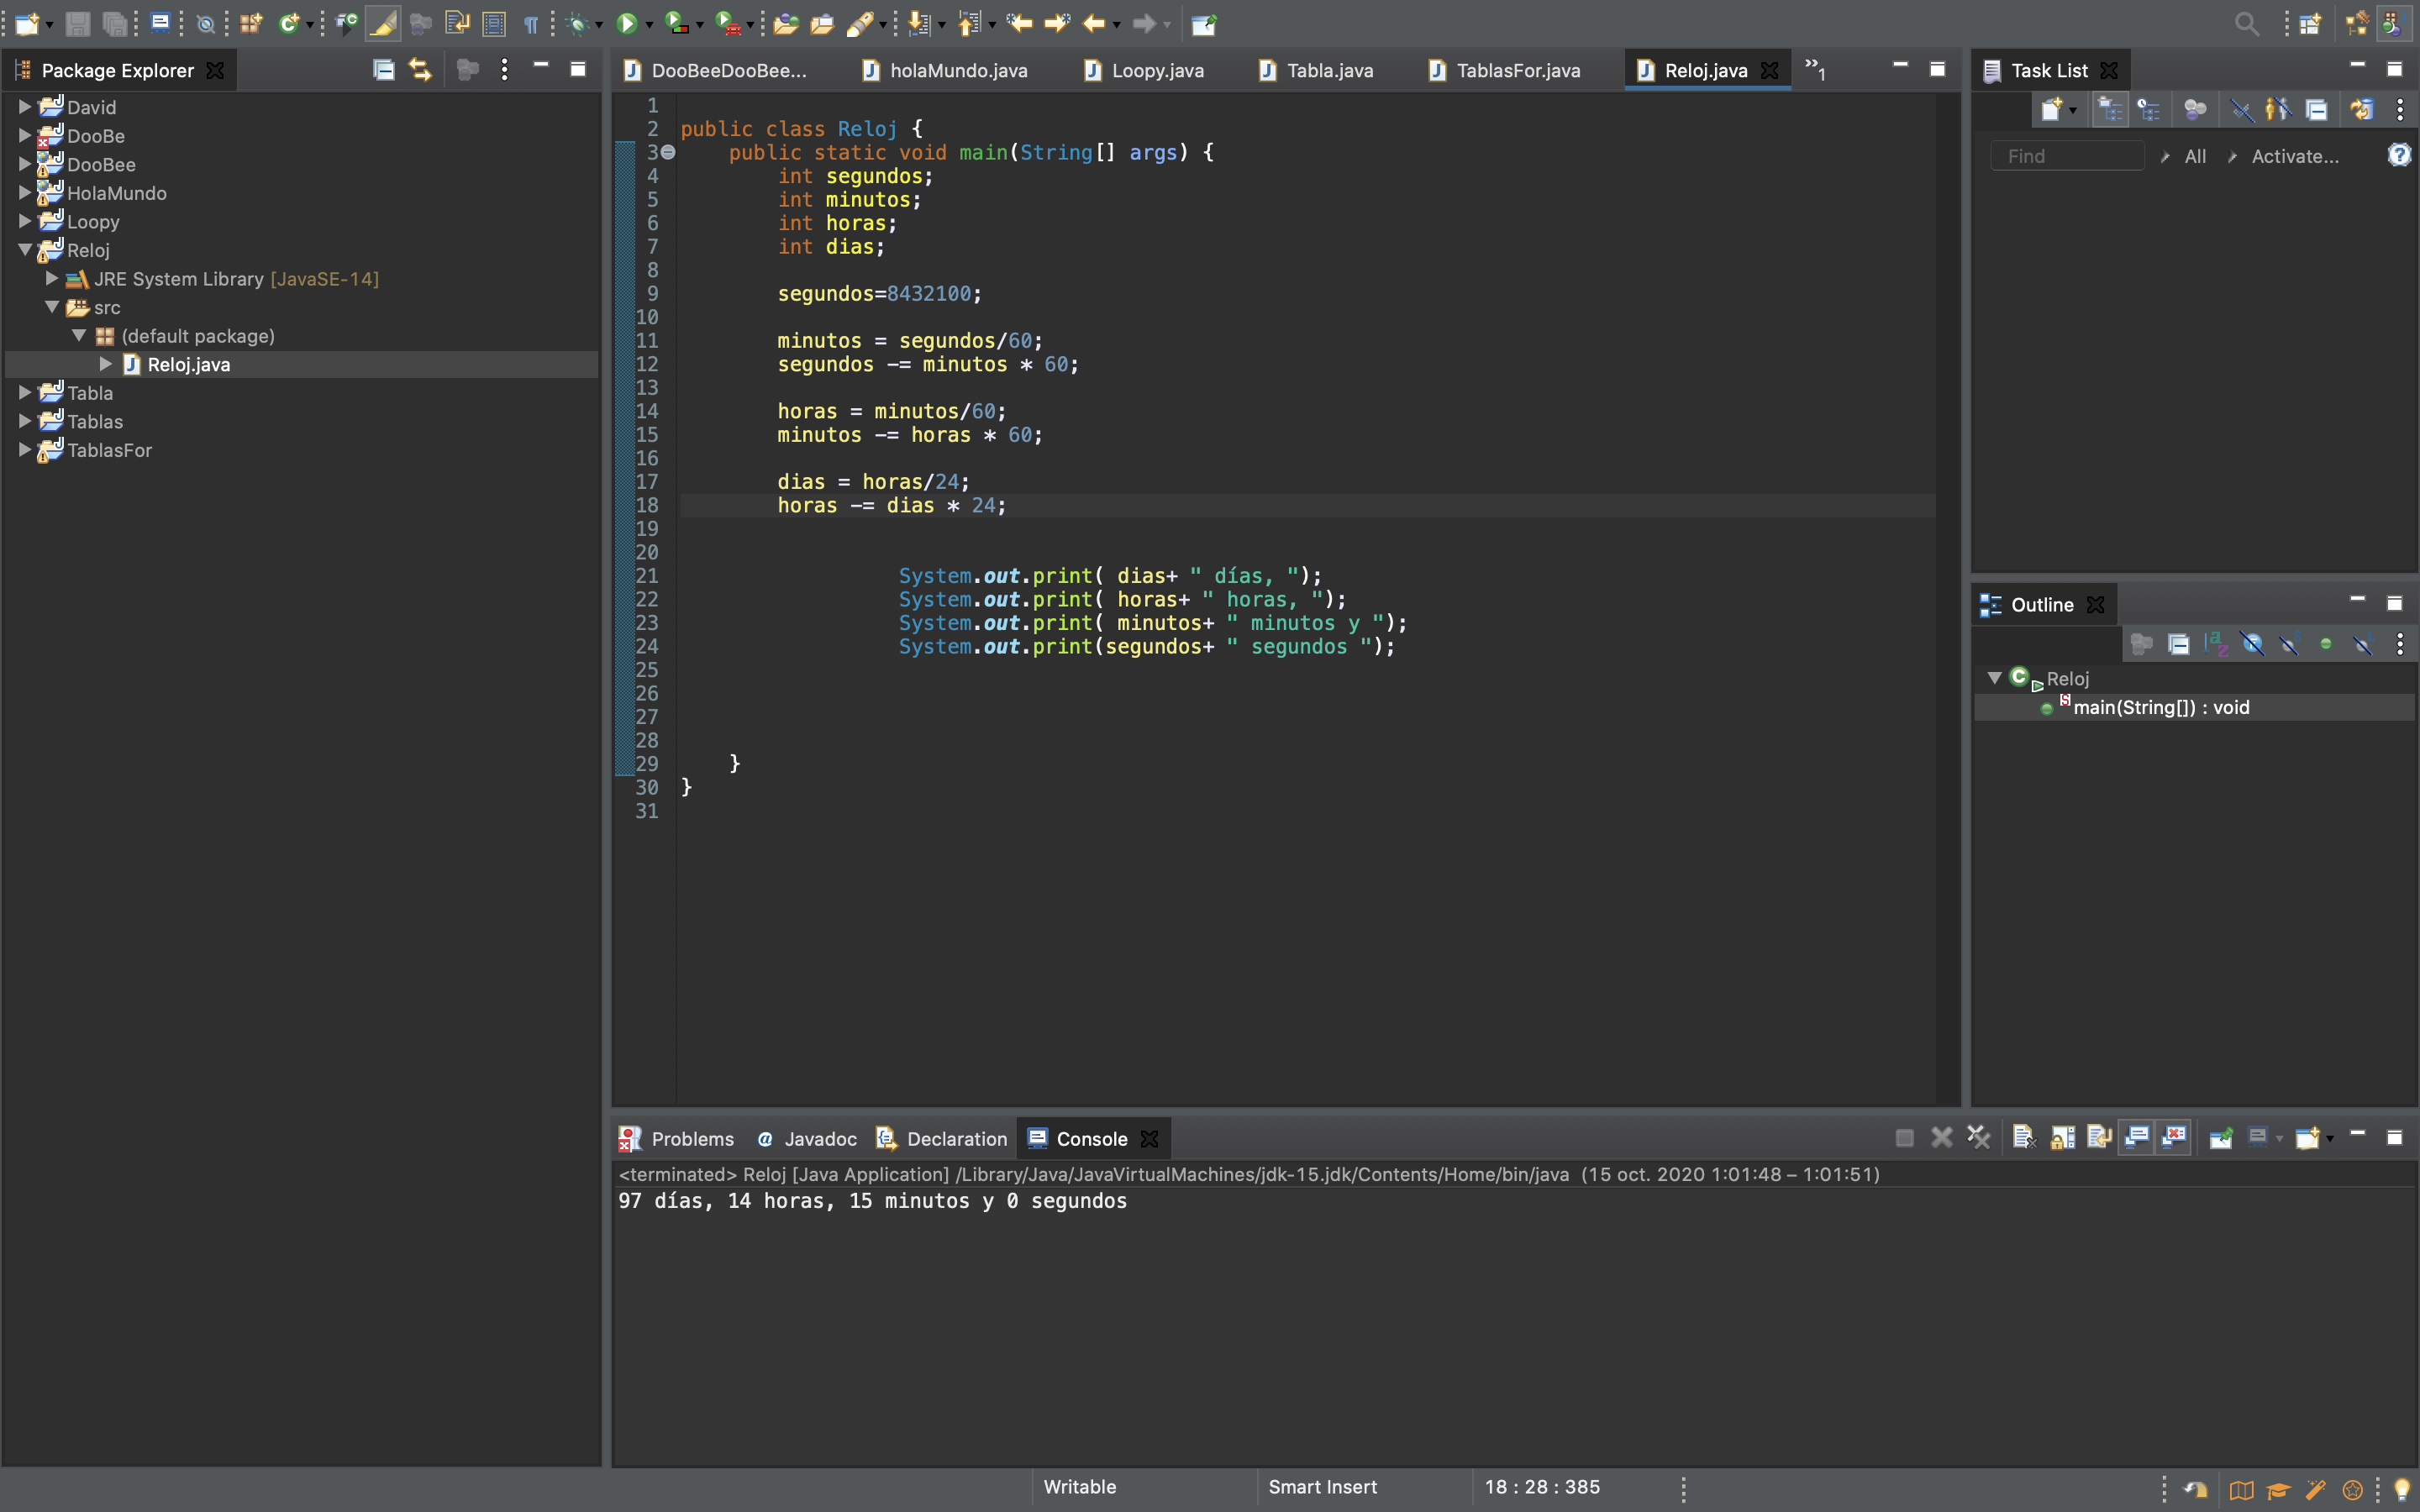 Package Explorer
David
DooBe
DooBee
HolaMundo
Loopy
Reloj
JRE System Library [JavaSE-14]
src
(default package)
Reloj.java
Tabla
Tablas
TablasFor
DooBeeDooBee... holaMundo.java Loopy.java Tabla.java TablasFor.java Reloj.java »1
1
2 public class Reloj {
3 public static void main(String[] args) {
4 int segundos;
5 int minutos;
6 int horas;
7 int dias;
8
9 segundos=8432100;
10
11 minutos = segundos/60;
12 segundos -= minutos * 60;
13
14 horas = minutos/60;
15 minutos -= horas * 60;
16
17 dias = horas/24;
18 horas -= dias * 24;
19
20
21 System.out.print( dias+ " días, ");
22 System.out.print( horas+ " horas, ");
23 System.out.print( minutos+ " minutos y ");
24 System.out.print(segundos+ " segundos ");
25
26
27
28
29 }
30 }
31
Task List
Find All Activate...
Outline
Reloj
main(String[]) : void
Problems @ Javadoc Declaration Console
<terminated> Reloj [Java Application] /Library/Java/JavaVirtualMachines/jdk-15.jdk/Contents/Home/bin/java (15 oct. 2020 1:01:48 – 1:01:51)
97 días, 14 horas, 15 minutos y 0 segundos
Writable Smart Insert 18 : 28 : 385